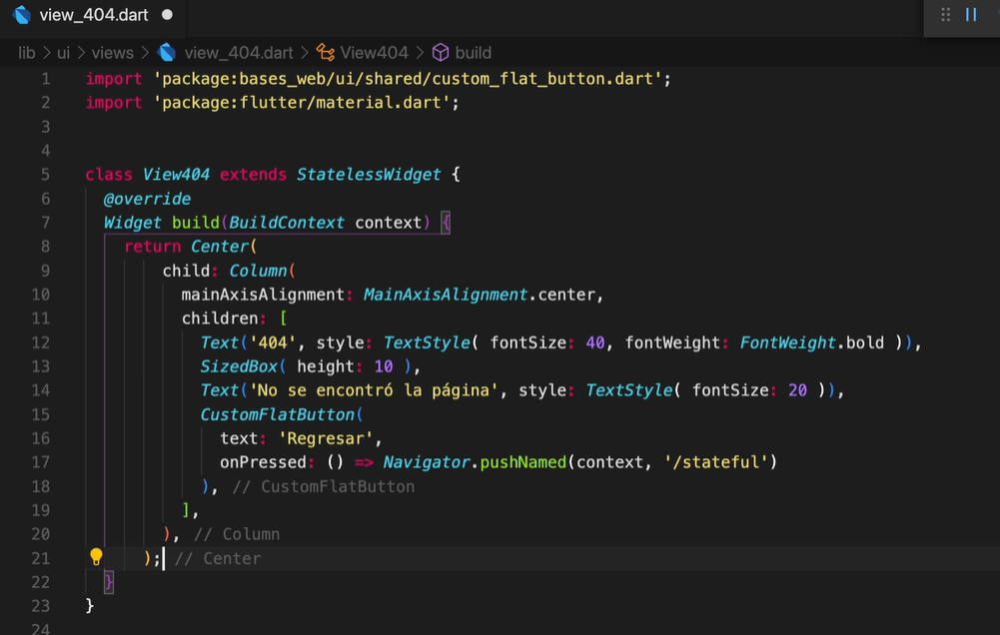 view_404.dart
lib > ui > views > view_404.dart > View404 > build
1 import 'package:bases_web/ui/shared/custom_flat_button.dart';
2 import 'package:flutter/material.dart';
3
4
5 class View404 extends StatelessWidget {
6 @override
7 Widget build(BuildContext context) {
8 return Center(
9 child: Column(
10 mainAxisAlignment: MainAxisAlignment.center,
11 children: [
12 Text('404', style: TextStyle( fontSize: 40, fontWeight: FontWeight.bold )),
13 SizedBox( height: 10 ),
14 Text('No se encontró la página', style: TextStyle( fontSize: 20 )),
15 CustomFlatButton(
16 text: 'Regresar',
17 onPressed: () => Navigator.pushNamed(context, '/stateful')
18 ), // CustomFlatButton
19 ],
20 ), // Column
21 ); // Center
22 }
23 }
24